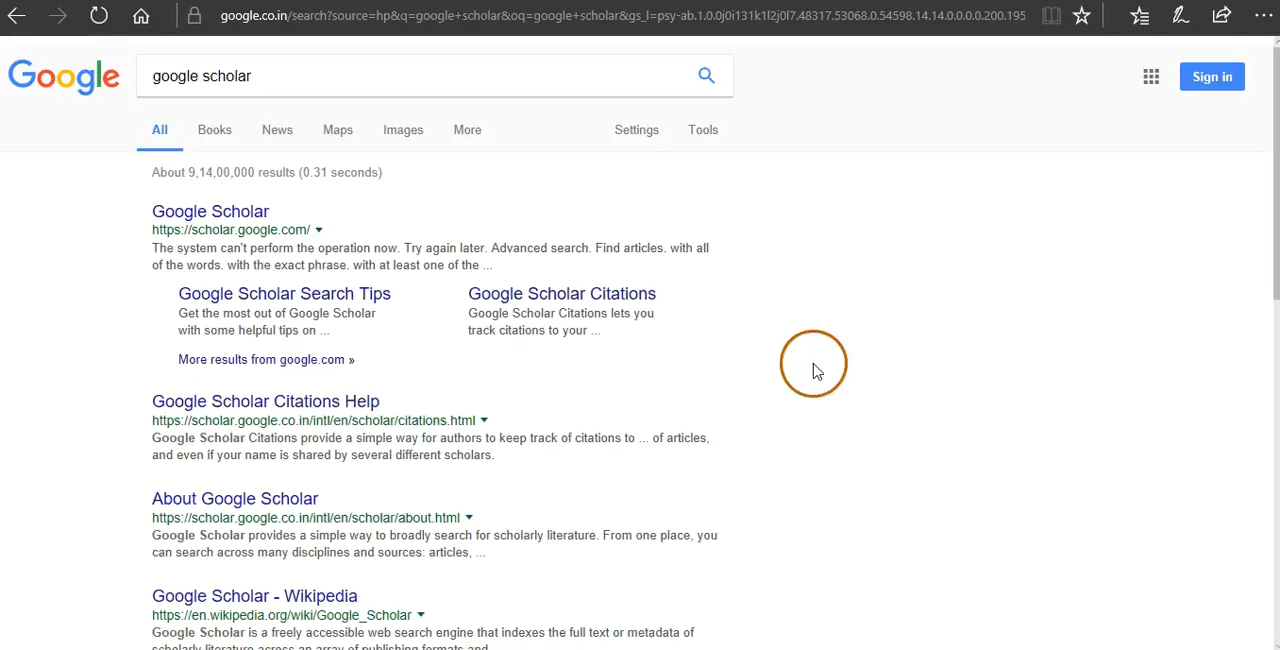 google.co.in/search?source=hp&q=google+scholar&oq=google+scholar&gs_l=psy-ab.1.0.0j0i131k1l2j0l7.48317.53068.0.54598.14.14.0.0.0.0.200.195
Google
google scholar
Sign in
All Books News Maps Images More Settings Tools
About 9,14,00,000 results (0.31 seconds)
Google Scholar
https://scholar.google.com/
The system can't perform the operation now. Try again later. Advanced search. Find articles. with all
of the words. with the exact phrase. with at least one of the ...
Google Scholar Search Tips
Get the most out of Google Scholar
with some helpful tips on ...
Google Scholar Citations
Google Scholar Citations lets you
track citations to your ...
More results from google.com »
Google Scholar Citations Help
https://scholar.google.co.in/intl/en/scholar/citations.html
Google Scholar Citations provide a simple way for authors to keep track of citations to ... of articles,
and even if your name is shared by several different scholars.
About Google Scholar
https://scholar.google.co.in/intl/en/scholar/about.html
Google Scholar provides a simple way to broadly search for scholarly literature. From one place, you
can search across many disciplines and sources: articles, ...
Google Scholar - Wikipedia
https://en.wikipedia.org/wiki/Google_Scholar
Google Scholar is a freely accessible web search engine that indexes the full text or metadata of
scholarly literature across an array of publishing formats and